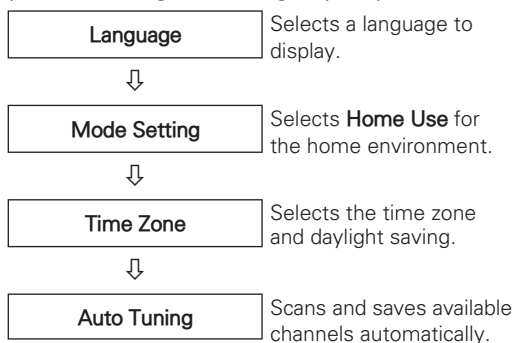 Language
Selects a language to
display.
Mode Setting
Selects Home Use for
the home environment.
Time Zone
Selects the time zone
and daylight saving.
Auto Tuning
Scans and saves available
channels automatically.